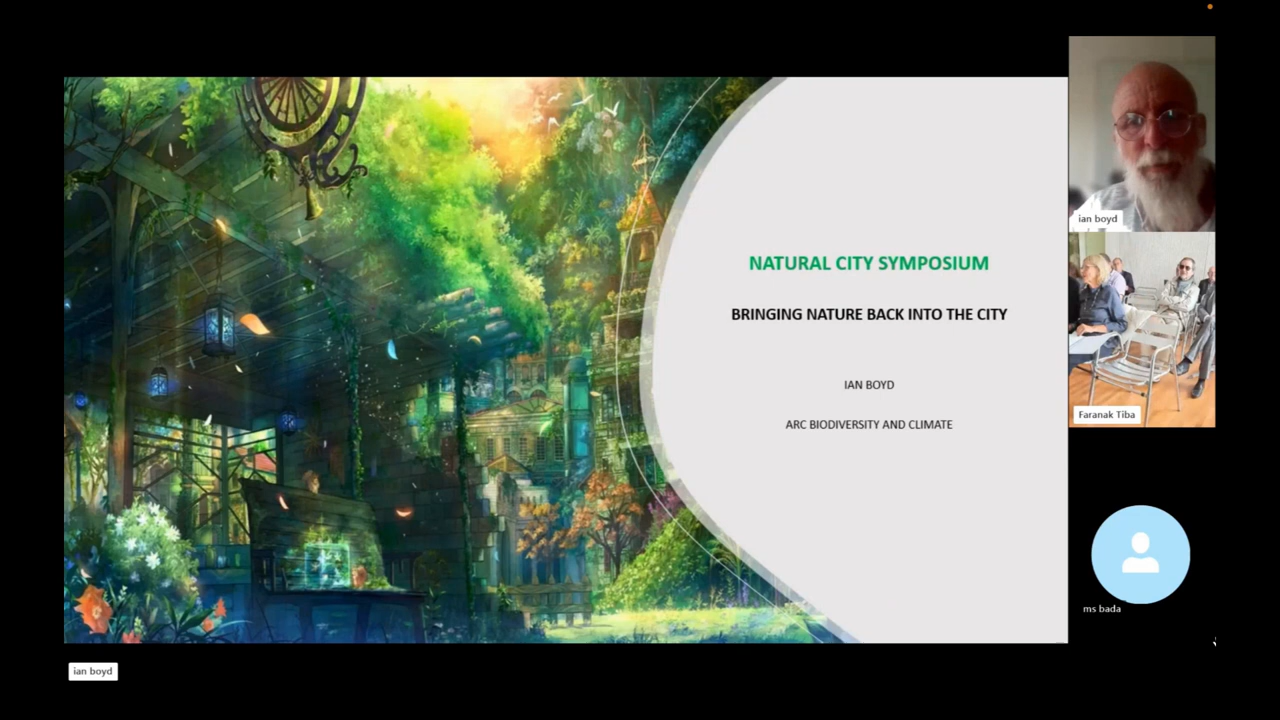 NATURAL CITY SYMPOSIUM
BRINGING NATURE BACK INTO THE CITY
IAN BOYD
ARC BIODIVERSITY AND CLIMATE
ian boyd
Faranak Tiba
ms bada
ian boyd